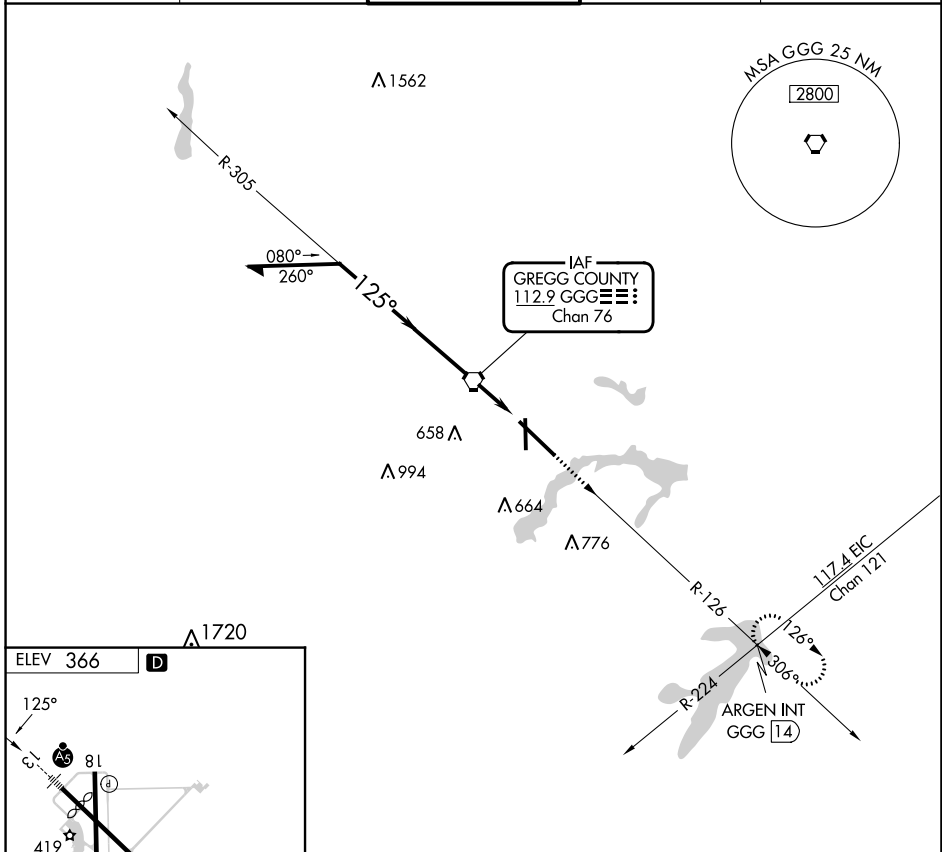 1562
MSA GGG 25 NM
2800
R-305
080°
260°
125°
IAF
GREGG COUNTY
112.9 GGG
Chan 76
658
994
664
776
117.4 EIC
Chan 121
R-126
1720
126°
306°
R-224
ARGEN INT
GGG 14
ELEV 366 D
125°
13
A5
18
P
419